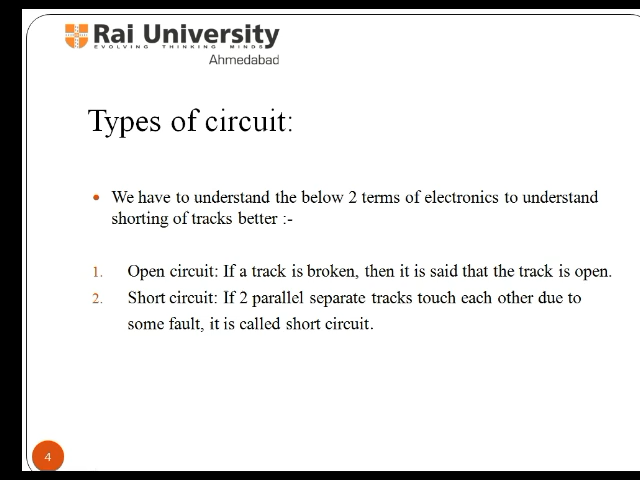 Rai University
EVOLVING THINKING MINDS
Ahmedabad
Types of circuit:
• We have to understand the below 2 terms of electronics to understand
shorting of tracks better :-
1. Open circuit: If a track is broken, then it is said that the track is open.
2. Short circuit: If 2 parallel separate tracks touch each other due to
some fault, it is called short circuit.
4